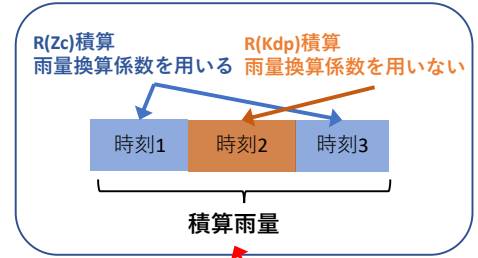 R(Zc)積算
雨量換算係数を用いる
R(Kdp)積算
雨量換算係数を用いない
時刻1 時刻2 時刻3
積算雨量